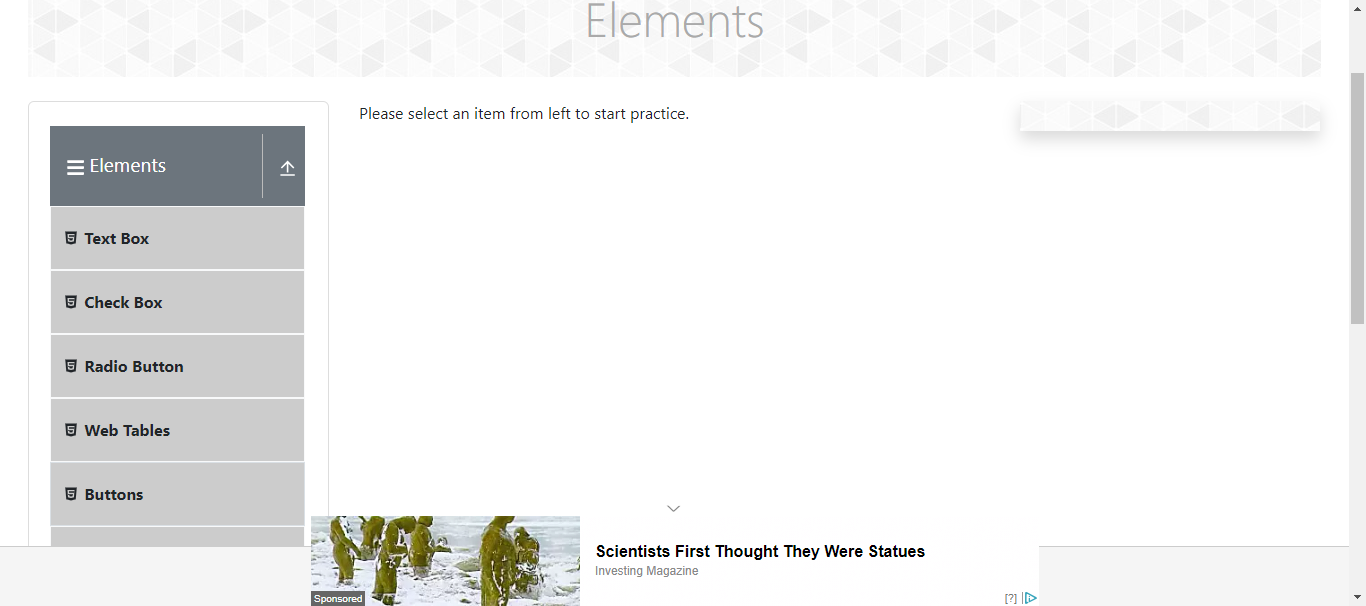 Elements
Please select an item from left to start practice.
Elements
Text Box
Check Box
Radio Button
Web Tables
Buttons
Scientists First Thought They Were Statues
Investing Magazine
Sponsored
[?]